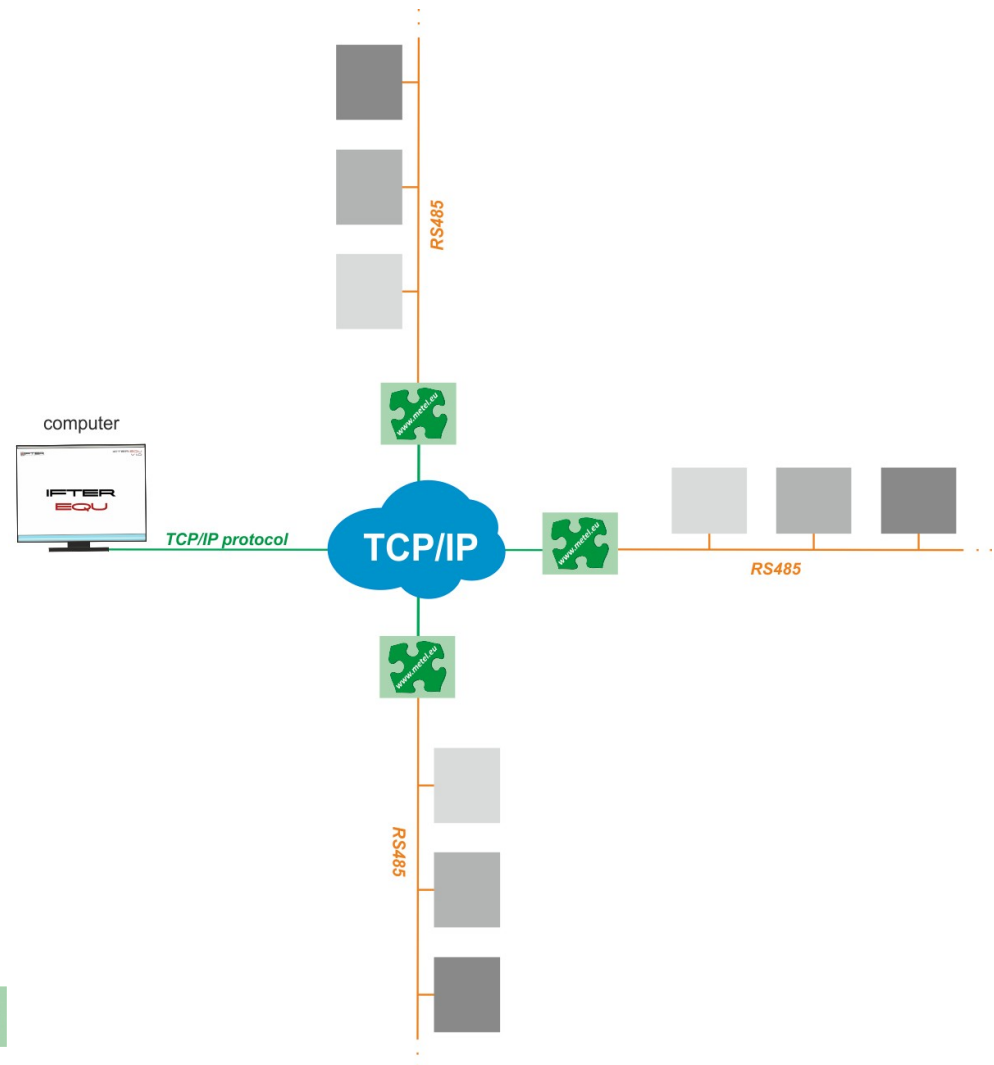 RS485
www.metel.eu
computer
IFTER
EQU
TCP/IP protocol
TCP/IP
www.metel.eu
RS485
www.metel.eu
RS485